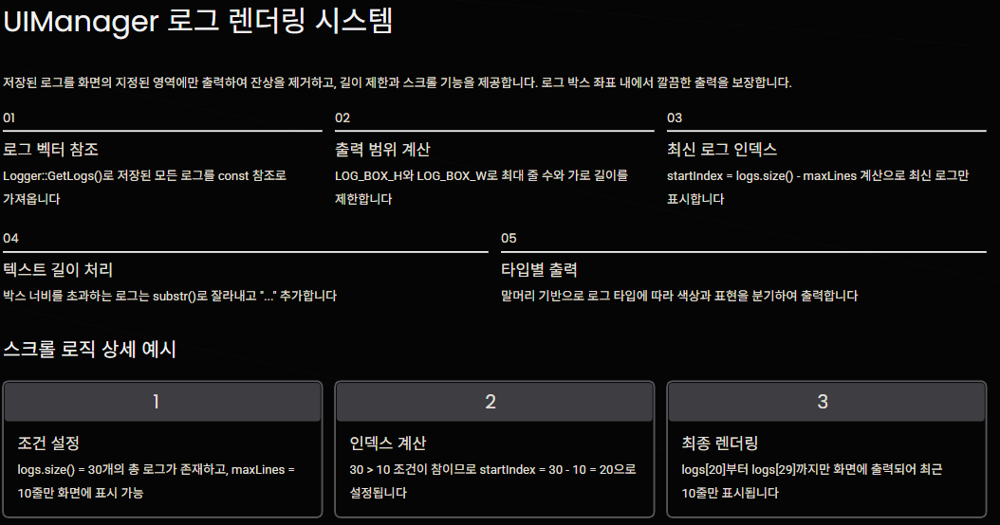 UIManager 로그 렌더링 시스템
저장된 로그를 화면의 지정된 영역에만 출력하여 잔상을 제거하고, 길이 제한과 스크롤 기능을 제공합니다. 로그 박스 좌표 내에서 깔끔한 출력을 보장합니다.
01
로그 벡터 참조
Logger::GetLogs()로 저장된 모든 로그를 const 참조로
가져옵니다
02
출력 범위 계산
LOG_BOX_H와 LOG_BOX_W로 최대 줄 수와 가로 길이를
제한합니다
03
최신 로그 인덱스
startIndex = logs.size() - maxLines 계산으로 최신 로그만
표시합니다
04
텍스트 길이 처리
박스 너비를 초과하는 로그는 substr()로 잘라내고 "..." 추가합니다
05
타입별 출력
말머리 기반으로 로그 타입에 따라 색상과 표현을 분기하여 출력합니다
스크롤 로직 상세 예시
1
조건 설정
logs.size() = 30개의 총 로그가 존재하고, maxLines =
10줄만 화면에 표시 가능
2
인덱스 계산
30 > 10 조건이 참이므로 startIndex = 30 - 10 = 20으로
설정됩니다
3
최종 렌더링
logs[20]부터 logs[29]까지만 화면에 출력되어 최근
10줄만 표시됩니다